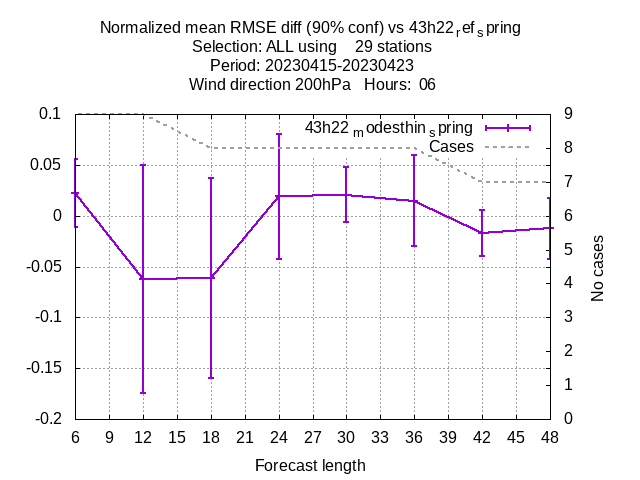 Normalized mean RMSE diff (90% conf) vs 43h22refspring
Selection: ALL using 29 stations
Period: 20230415-20230423
Wind direction 200hPa Hours: 06
43h22modesthinspring
Cases
0.1
0.05
0
-0.05
-0.1
-0.15
-0.2
9
8
7
6
5
4
3
2
1
0
No cases
6 9 12 15 18 21 24 27 30 33 36 39 42 45 48
Forecast length